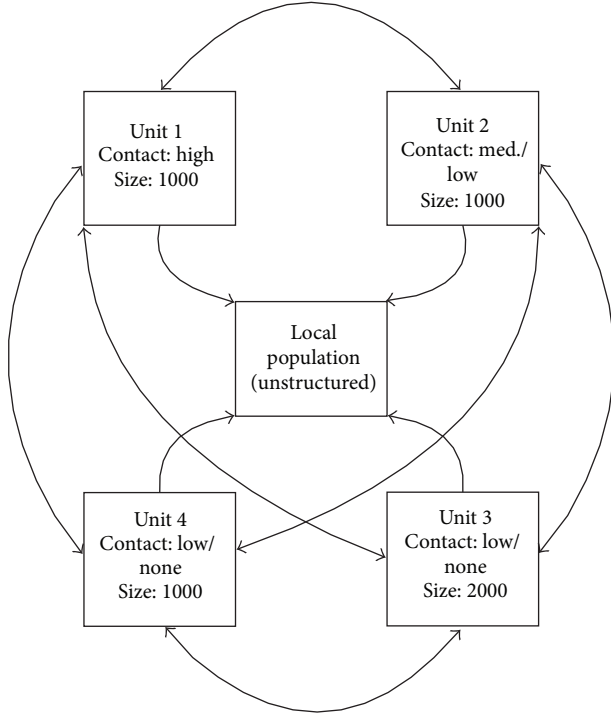 Unit 1
Contact: high
Size: 1000
Unit 2
Contact: med./
low
Size: 1000
Local
population
(unstructured)
Unit 4
Contact: low/
none
Size: 1000
Unit 3
Contact: low/
none
Size: 2000